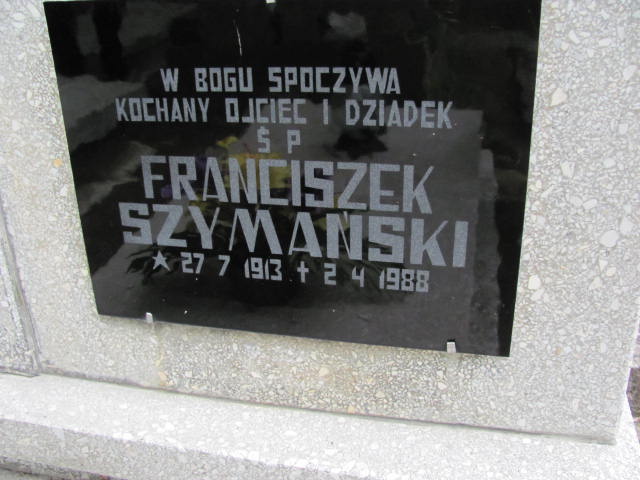 W BOGU SPOCZYWA
KOCHANY OJCIEC I DZIADEK
Ś P
FRANCISZEK
SZYMAŃSKI
★ 27 7 1913 ✝ 2 4 1988